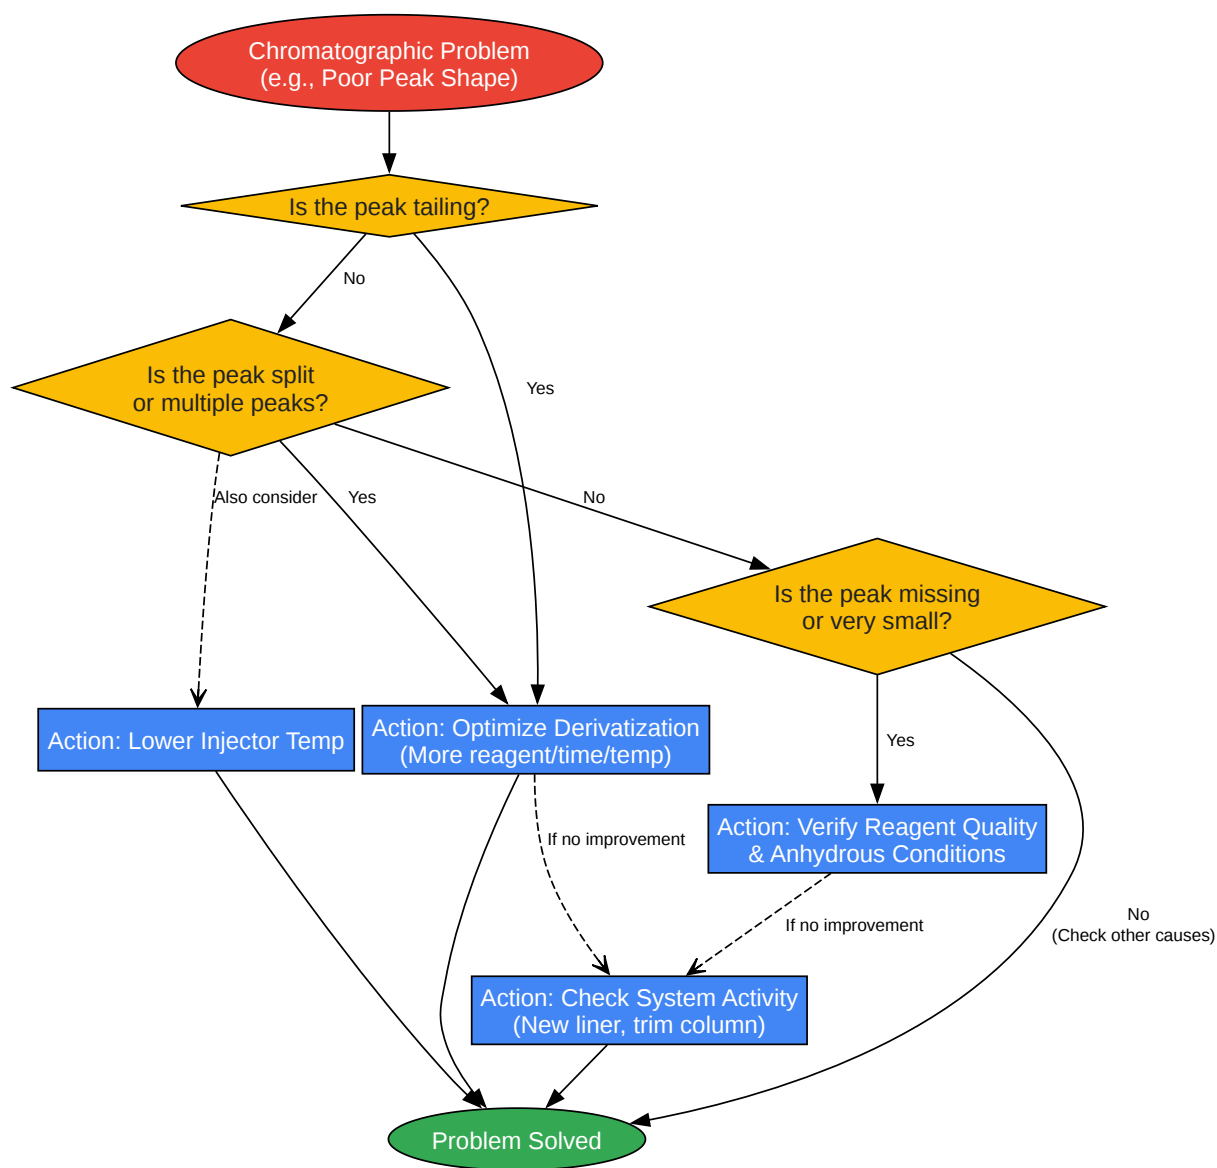 Chromatographic Problem
(e.g., Poor Peak Shape)
Is the peak tailing?
No
Is the peak split
or multiple peaks?
Yes
Also consider
Yes
No
Is the peak missing
or very small?
Action: Lower Injector Temp
Action: Optimize Derivatization
(More reagent/time/temp)
Yes
If no improvement
Action: Verify Reagent Quality
& Anhydrous Conditions
If no improvement
No
(Check other causes)
Action: Check System Activity
(New liner, trim column)
Problem Solved